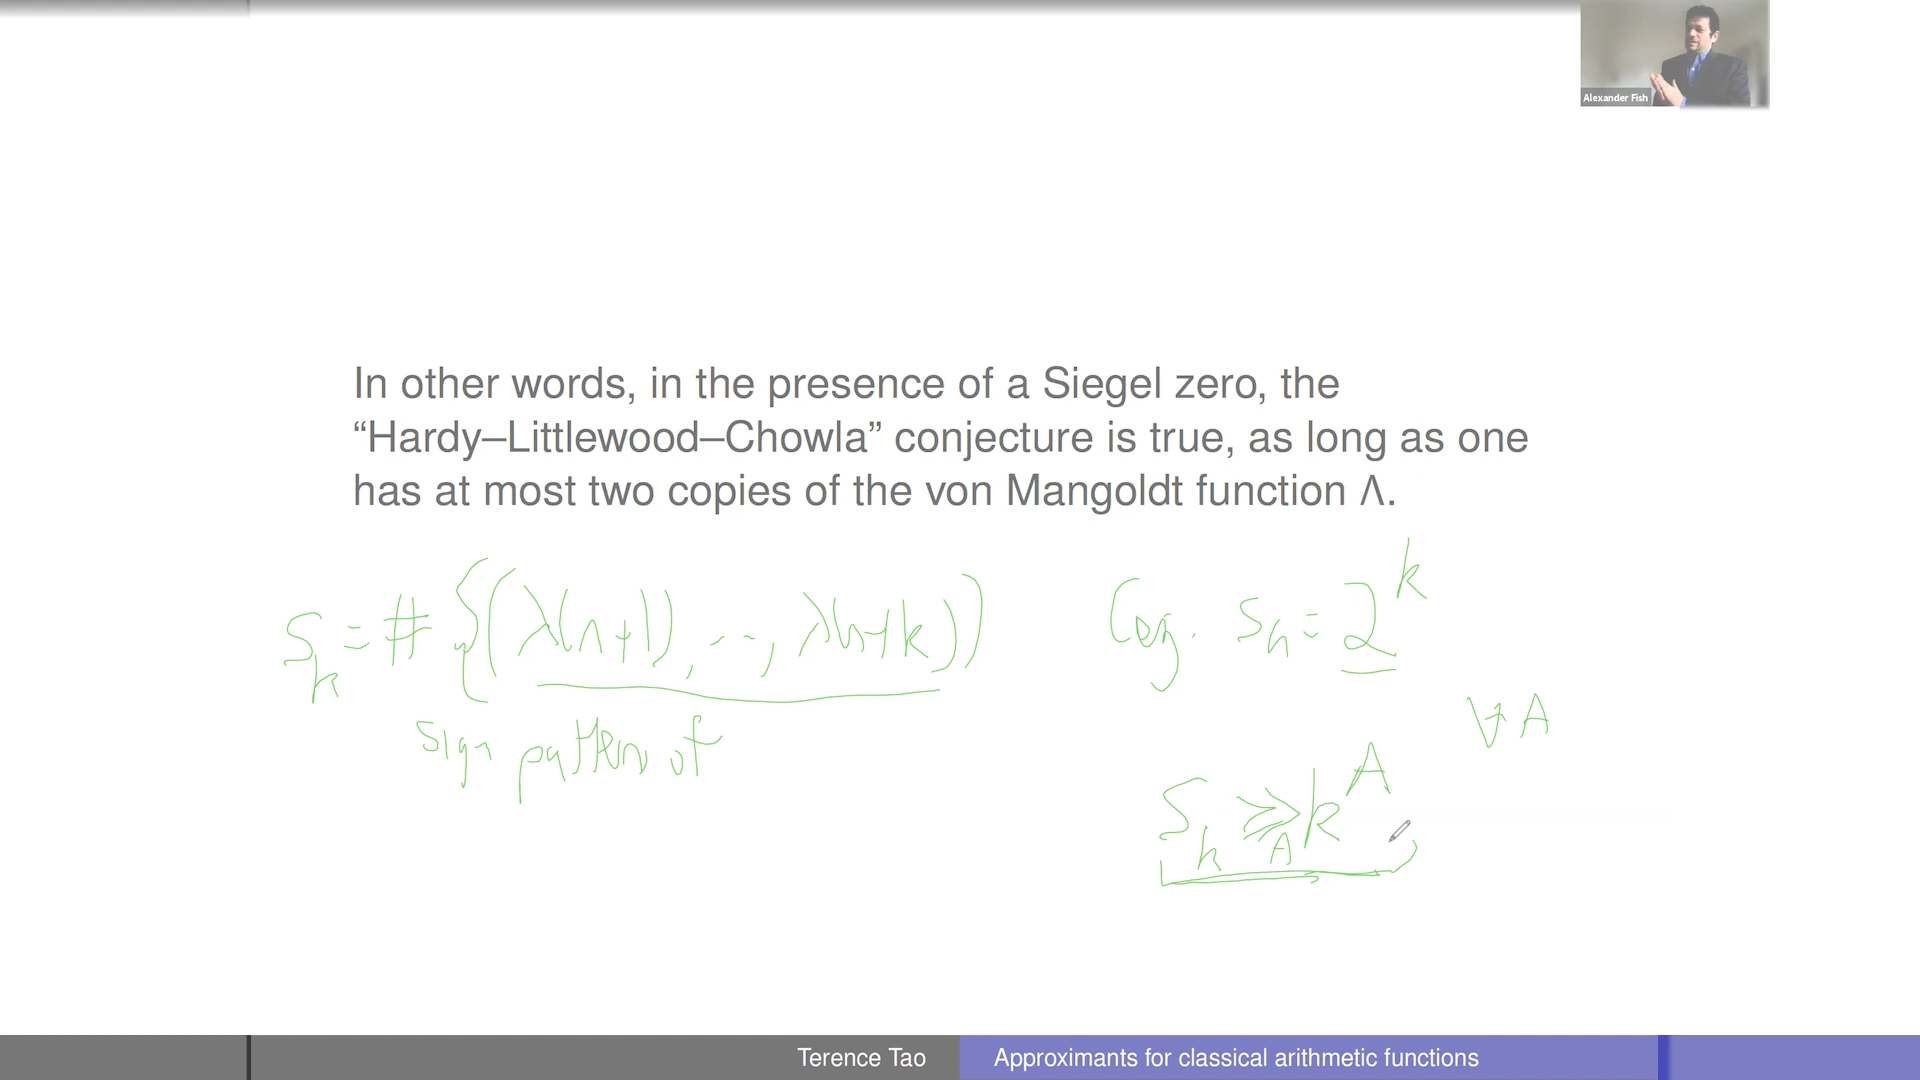 Alexander Fish
In other words, in the presence of a Siegel zero, the
“Hardy–Littlewood–Chowla” conjecture is true, as long as one
has at most two copies of the von Mangoldt function Λ.
S_k = # {(λ(n+1), ..., λ(n+k))
Conj. S_n = 2^k
sign pattern of
∀ A
S_k ≫_A k^A
Terence Tao
Approximants for classical arithmetic functions